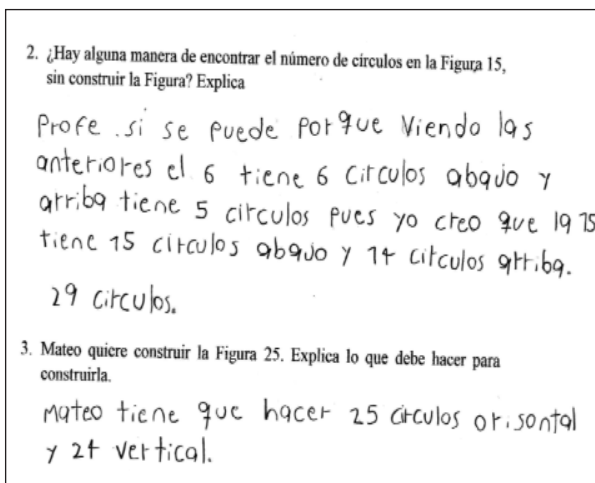 2. ¿Hay alguna manera de encontrar el número de círculos en la Figura 15,
sin construir la Figura? Explica
Profe.si se puede porque viendo las
anteriores el 6 tiene 6 circulos abajo y
arriba tiene 5 circulos pues yo creo que la 15
tiene 15 circulos abajo y 14 circulos arriba.
29 circulos.
3. Mateo quiere construir la Figura 25. Explica lo que debe hacer para
construirla.
Mateo tiene que hacer 25 circulos orisontal
y 24 vertical.